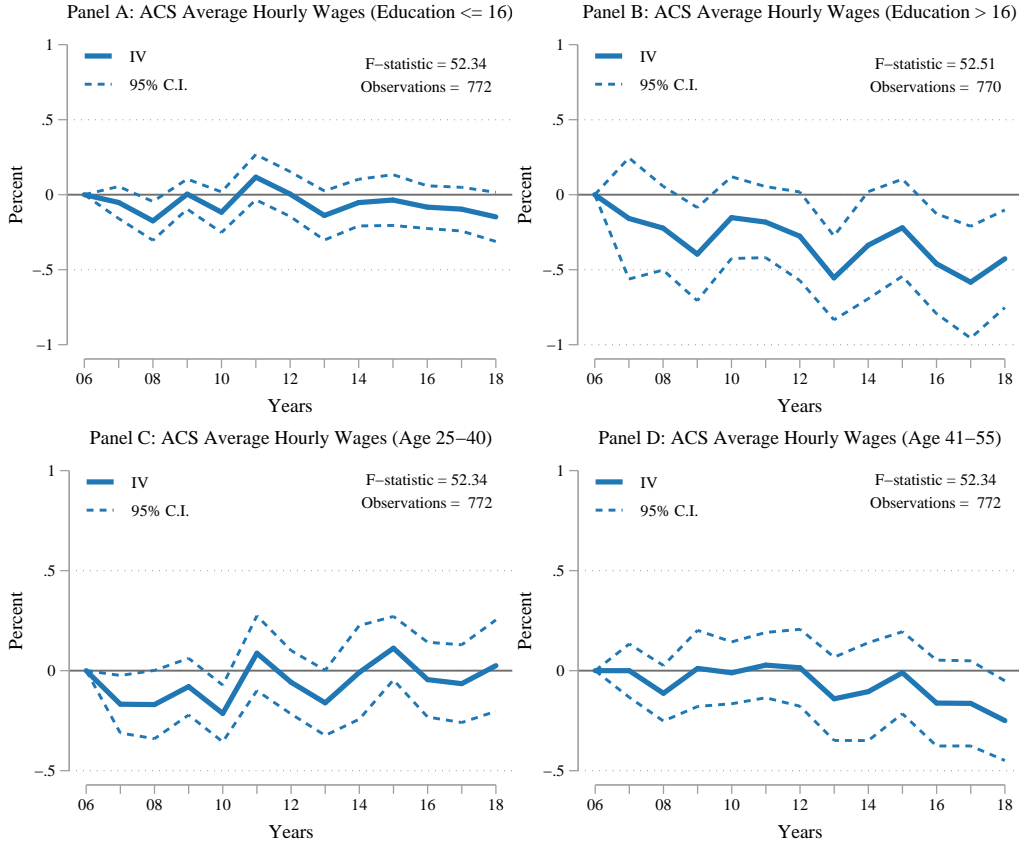 Panel A: ACS Average Hourly Wages (Education <= 16)
IV
95% C.I.
F−statistic = 52.34
Observations = 772
Percent
1
.5
0
−.5
−1
06 08 10 12 14 16 18
Years
Panel B: ACS Average Hourly Wages (Education > 16)
IV
95% C.I.
F−statistic = 52.51
Observations = 770
Percent
1
.5
0
−.5
−1
06 08 10 12 14 16 18
Years
Panel C: ACS Average Hourly Wages (Age 25−40)
IV
95% C.I.
F−statistic = 52.34
Observations = 772
Percent
1
.5
0
−.5
06 08 10 12 14 16 18
Years
Panel D: ACS Average Hourly Wages (Age 41−55)
IV
95% C.I.
F−statistic = 52.34
Observations = 772
Percent
1
.5
0
−.5
06 08 10 12 14 16 18
Years